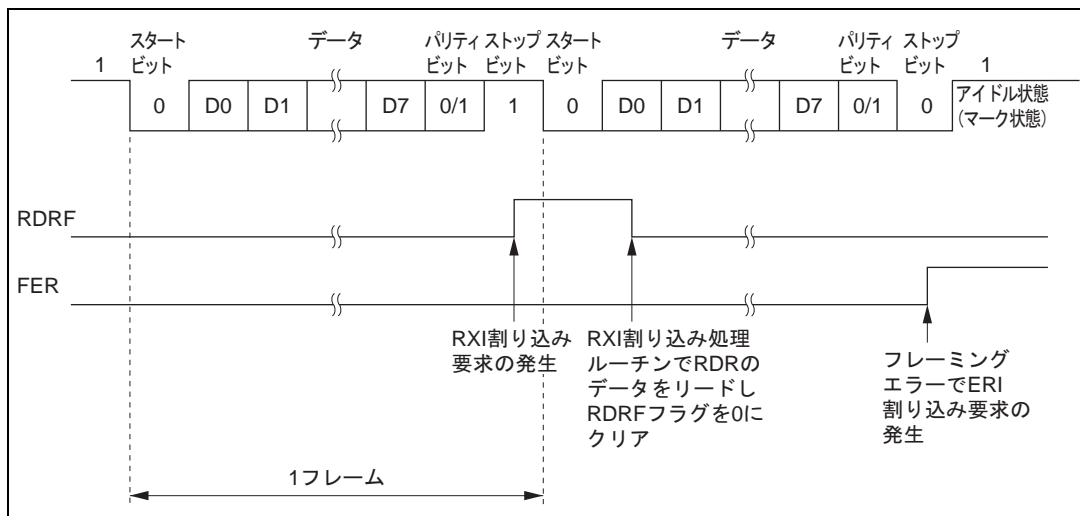 スタート データ パリティ ストップ スタート データ パリティ ストップ
1 ビット ビット ビット ビット ビット ビット 1
0 D0 D1 D7 0/1 1 0 D0 D1 D7 0/1 0 アイドル状態
(マーク状態)
RDRF
FER
RXI割り込み
要求の発生
RXI割り込み処理
ルーチンでRDRの
データをリードし
RDRFフラグを0に
クリア
フレーミング
エラーでERI
割り込み要求の
発生
1フレーム